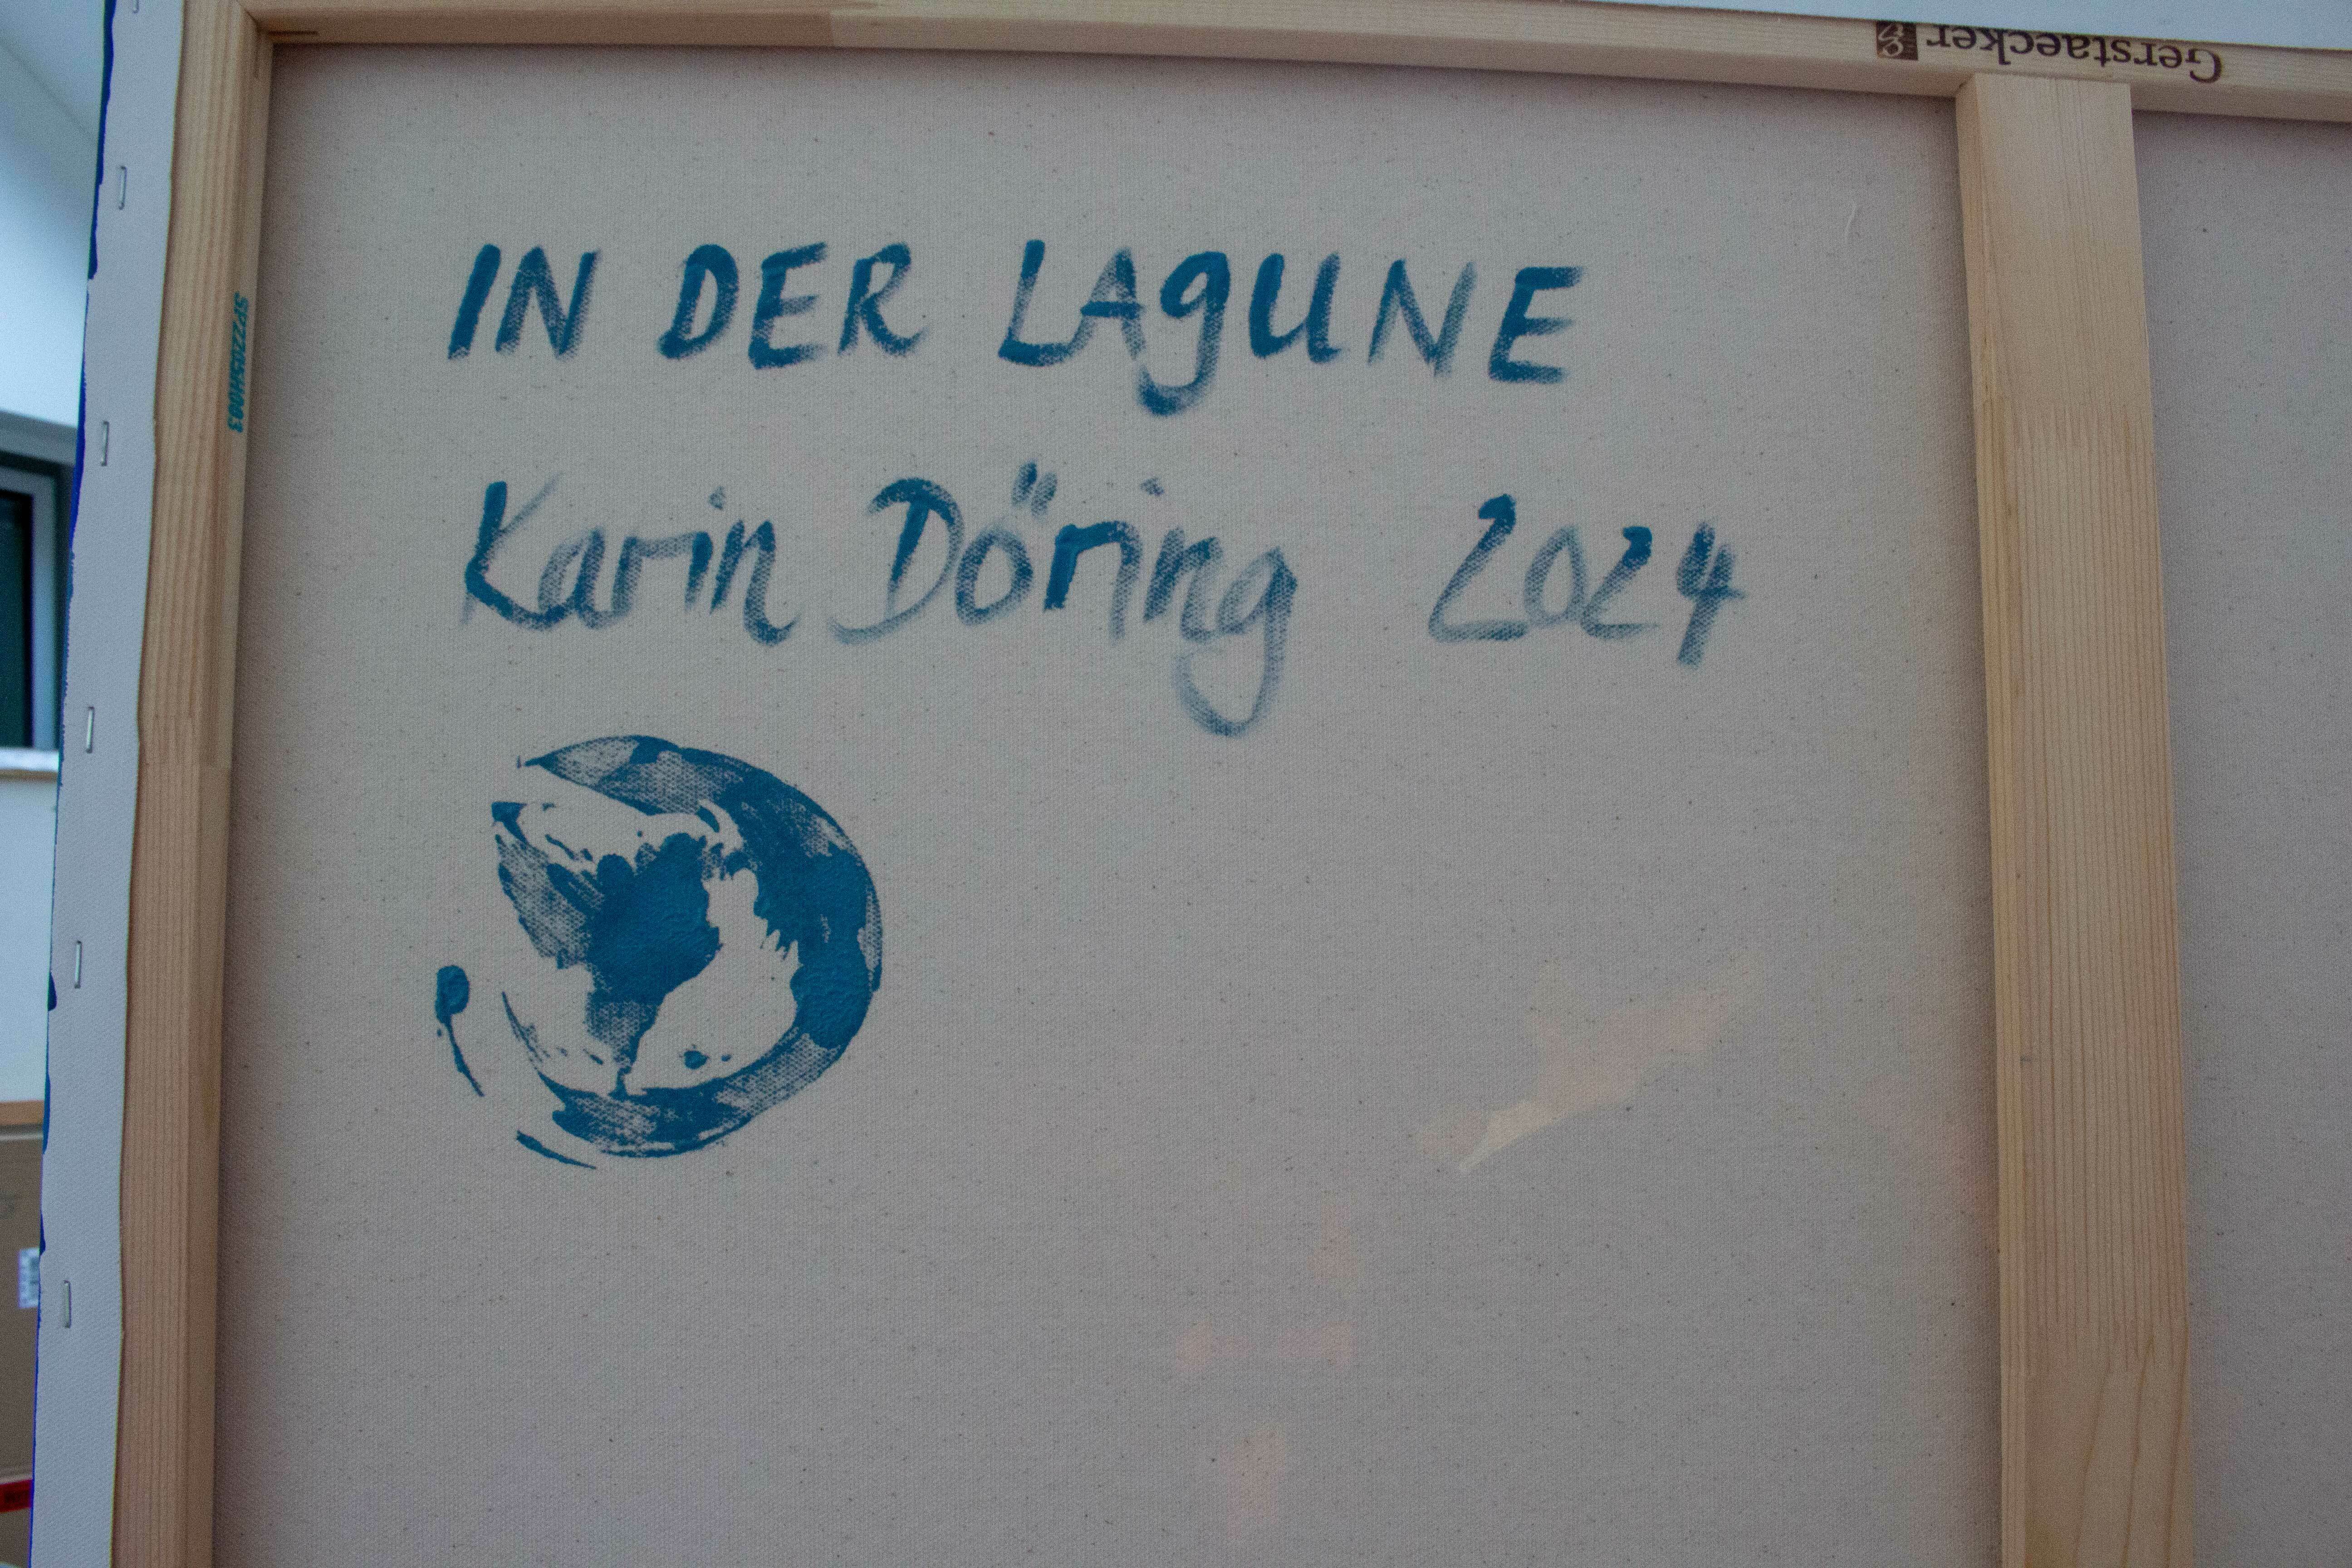 Gerstaecker
IN DER LAGUNE
Karin Döring 2024